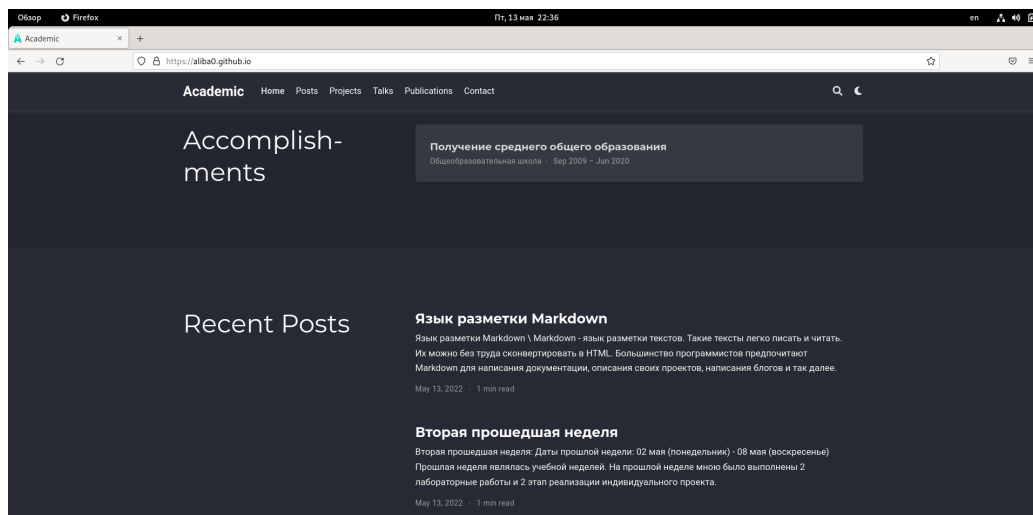 Обзор Firefox Пт, 13 мая 22:36 en
Academic × +
https://aliba0.github.io
Academic Home Posts Projects Talks Publications Contact
Accomplish-
ments
Получение среднего общего образования
Общеобразовательная школа · Sep 2009 – Jun 2020
Recent Posts
Язык разметки Markdown
Язык разметки Markdown \ Markdown - язык разметки текстов. Такие тексты легко писать и читать.
Их можно без труда сконвертировать в HTML. Большинство программистов предпочитают
Markdown для написания документации, описания своих проектов, написания блогов и так далее.
May 13, 2022 · 1 min read
Вторая прошедшая неделя
Вторая прошедшая неделя: Даты прошлой недели: 02 мая (понедельник) - 08 мая (воскресенье)
Прошлая неделя являлась учебной неделей. На прошлой неделе мною было выполнены 2
лабораторные работы и 2 этап реализации индивидуального проекта.
May 13, 2022 · 1 min read